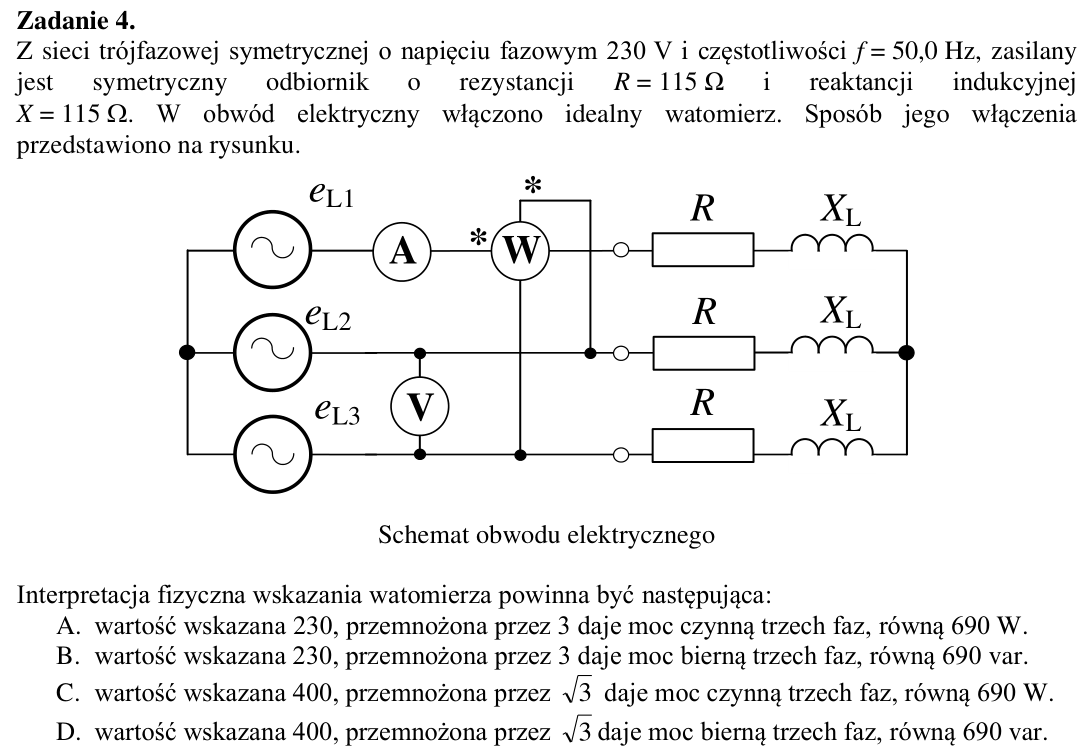 Zadanie 4.
Z sieci trójfazowej symetrycznej o napięciu fazowym 230 V i częstotliwości f = 50,0 Hz, zasilany
jest symetryczny odbiornik o rezystancji R = 115 Ω i reaktancji indukcyjnej
X = 115 Ω. W obwód elektryczny włączono idealny watomierz. Sposób jego włączenia
przedstawiono na rysunku.
*
eL1
R
XL
A
*
W
eL2
R
XL
eL3
V
R
XL
Schemat obwodu elektrycznego
Interpretacja fizyczna wskazania watomierza powinna być następująca:
A. wartość wskazana 230, przemnożona przez 3 daje moc czynną trzech faz, równą 690 W.
B. wartość wskazana 230, przemnożona przez 3 daje moc bierną trzech faz, równą 690 var.
C. wartość wskazana 400, przemnożona przez √3 daje moc czynną trzech faz, równą 690 W.
D. wartość wskazana 400, przemnożona przez √3 daje moc bierną trzech faz, równą 690 var.